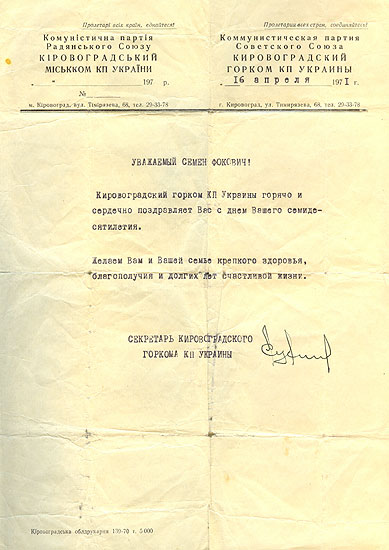 Пролетарі всіх країн, єднайтеся!
Комуністична партія
Радянського Союзу
КІРОВОГРАДСЬКИЙ
МІСЬККОМ КП УКРАЇНИ
" " 197 р.
№
м. Кіровоград, вул. Тімірязєва, 68, тел. 29-33-78
Пролетарии всех стран, соединяйтесь!
Коммунистическая партия
Советского Союза
КИРОВОГРАДСКИЙ
ГОРКОМ КП УКРАИНЫ
" 16 апреля 1971 г.
г. Кировоград, ул. Тимирязева, 68, тел. 29-33-78
УВАЖАЕМЫЙ СЕМЕН ФОКОВИЧ!
Кировоградский горком КП Украины горячо и
сердечно поздравляет Вас с днем Вашего семиде-
сятилетия.
Желаем Вам и Вашей семье крепкого здоровья,
благополучия и долгих лет счастливой жизни.
СЕКРЕТАРЬ КИРОВОГРАДСКОГО
ГОРКОМА КП УКРАИНЫ
Кіровоградська облдрукарня 139-70 г. 5 000